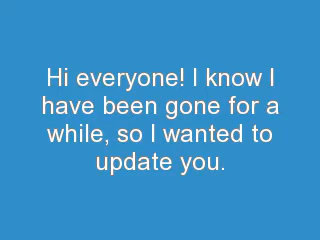 Hi everyone! I know I
have been gone for a
while, so I wanted to
update you.